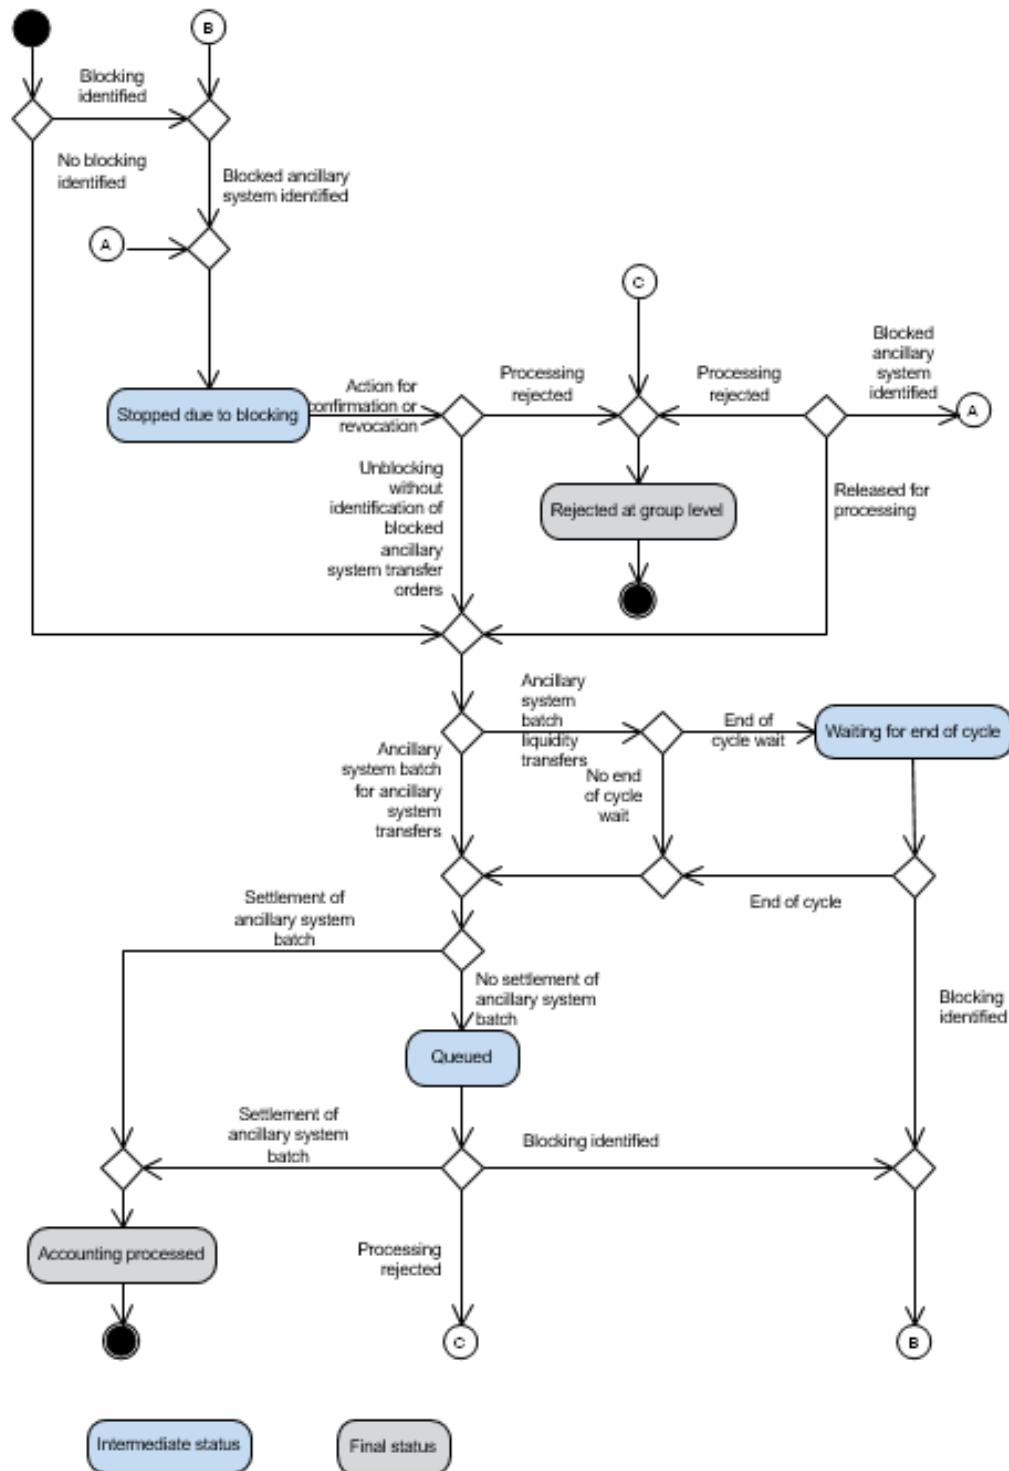 B
Blocking
identified
No blocking
identified
Blocked ancillary
system identified
A
C
Blocked
ancillary
system
identified
Processing
rejected
Processing
rejected
Action for
confirmation or
revocation
A
Stopped due to blocking
Unblocking
without
identification of
blocked
ancillary
system transfer
orders
Released for
processing
Rejected at group level
Ancillary
system
batch
liquidity
transfers
End of
cycle wait
Waiting for end of cycle
Ancillary
system batch
for ancillary
system
transfers
No end
of cycle
wait
Settlement of
ancillary system
batch
End of cycle
No settlement of
ancillary system
batch
Blocking
identified
Queued
Settlement of
ancillary system
batch
Blocking identified
Accounting processed
Processing
rejected
C
B
Intermediate status
Final status